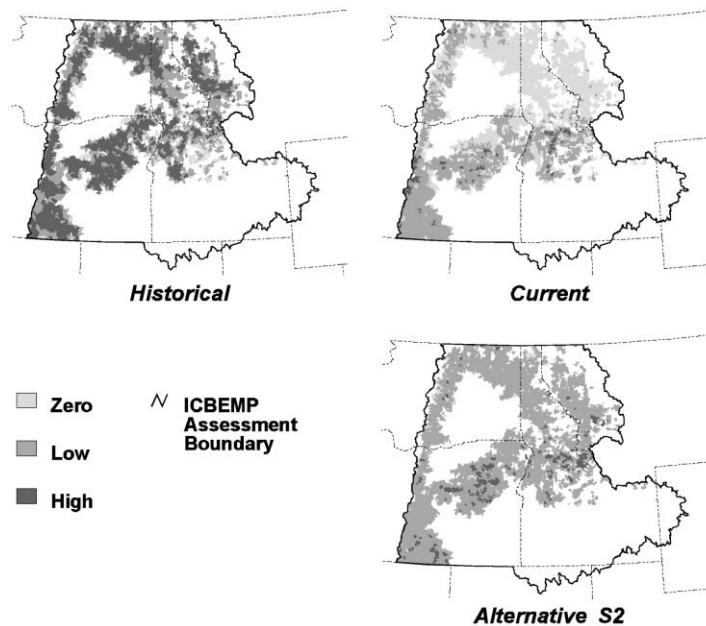 Historical
Current
Zero
Low
High
ICBEMP
Assessment
Boundary
Alternative S2